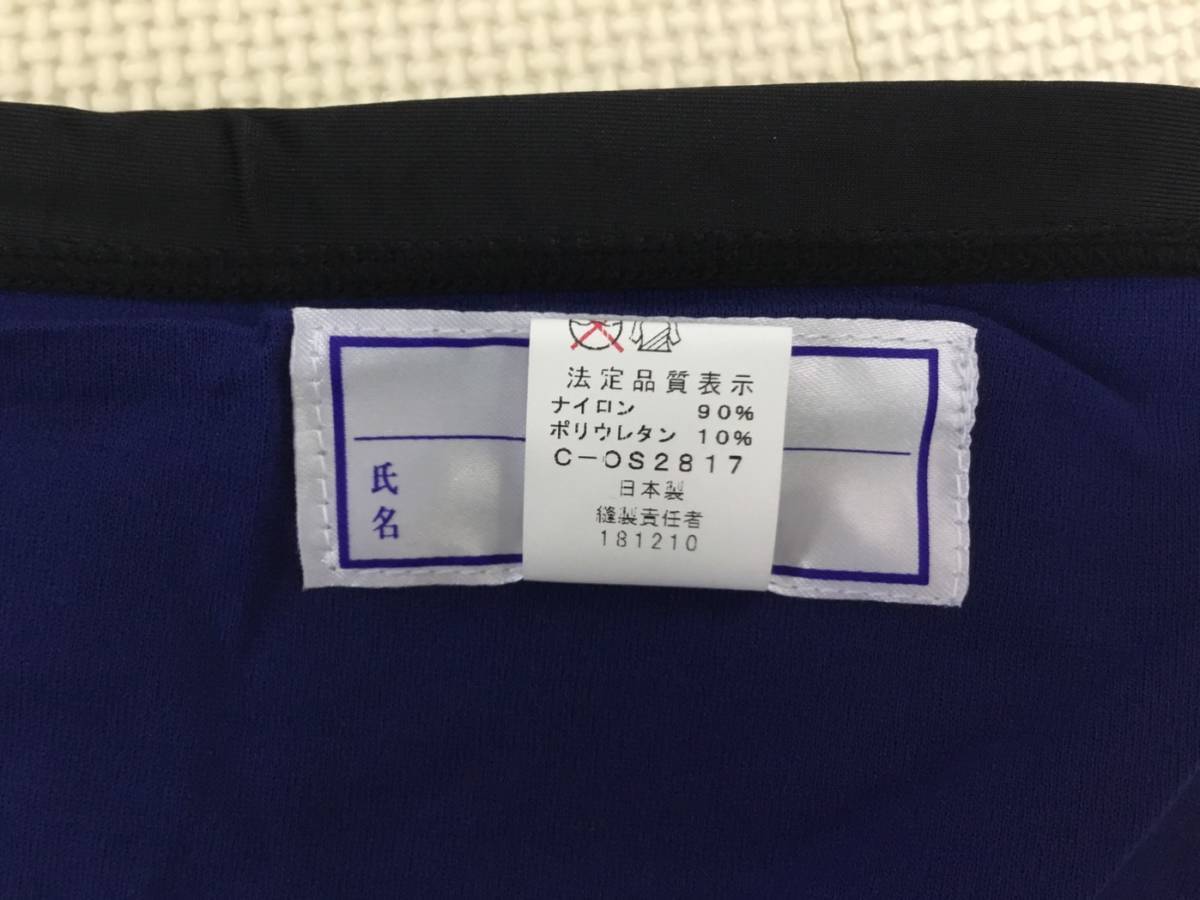 法定品質表示
ナイロン 90%
ポリウレタン 10%
C-OS2817
日本製
縫製責任者
181210
氏名